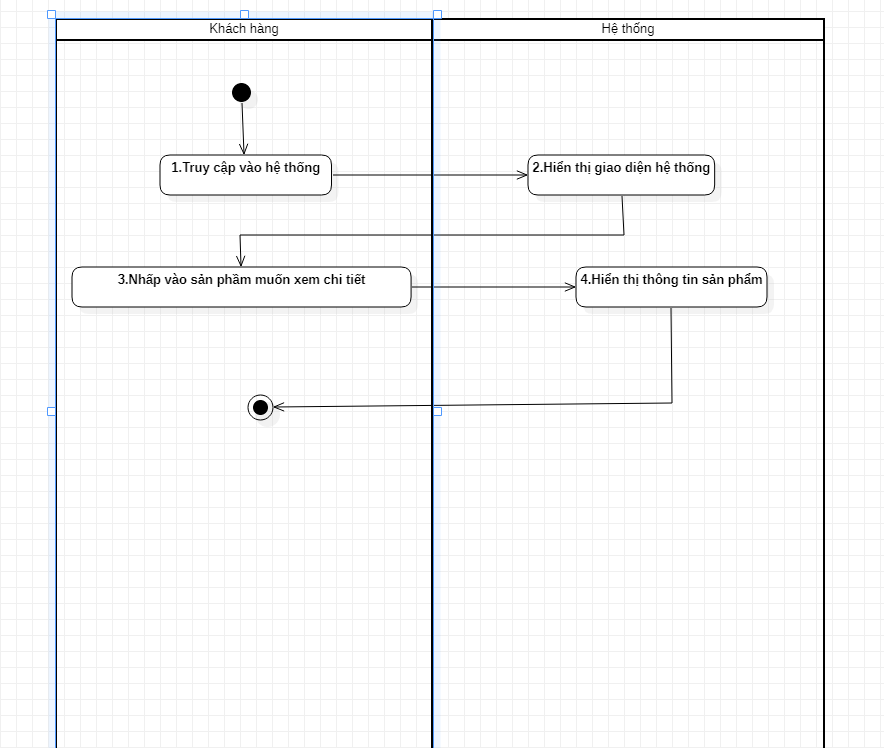 Khách hàng
Hệ thống
1.Truy cập vào hệ thống
2.Hiển thị giao diện hệ thống
3.Nhấp vào sản phầm muốn xem chi tiết
4.Hiển thị thông tin sản phẩm